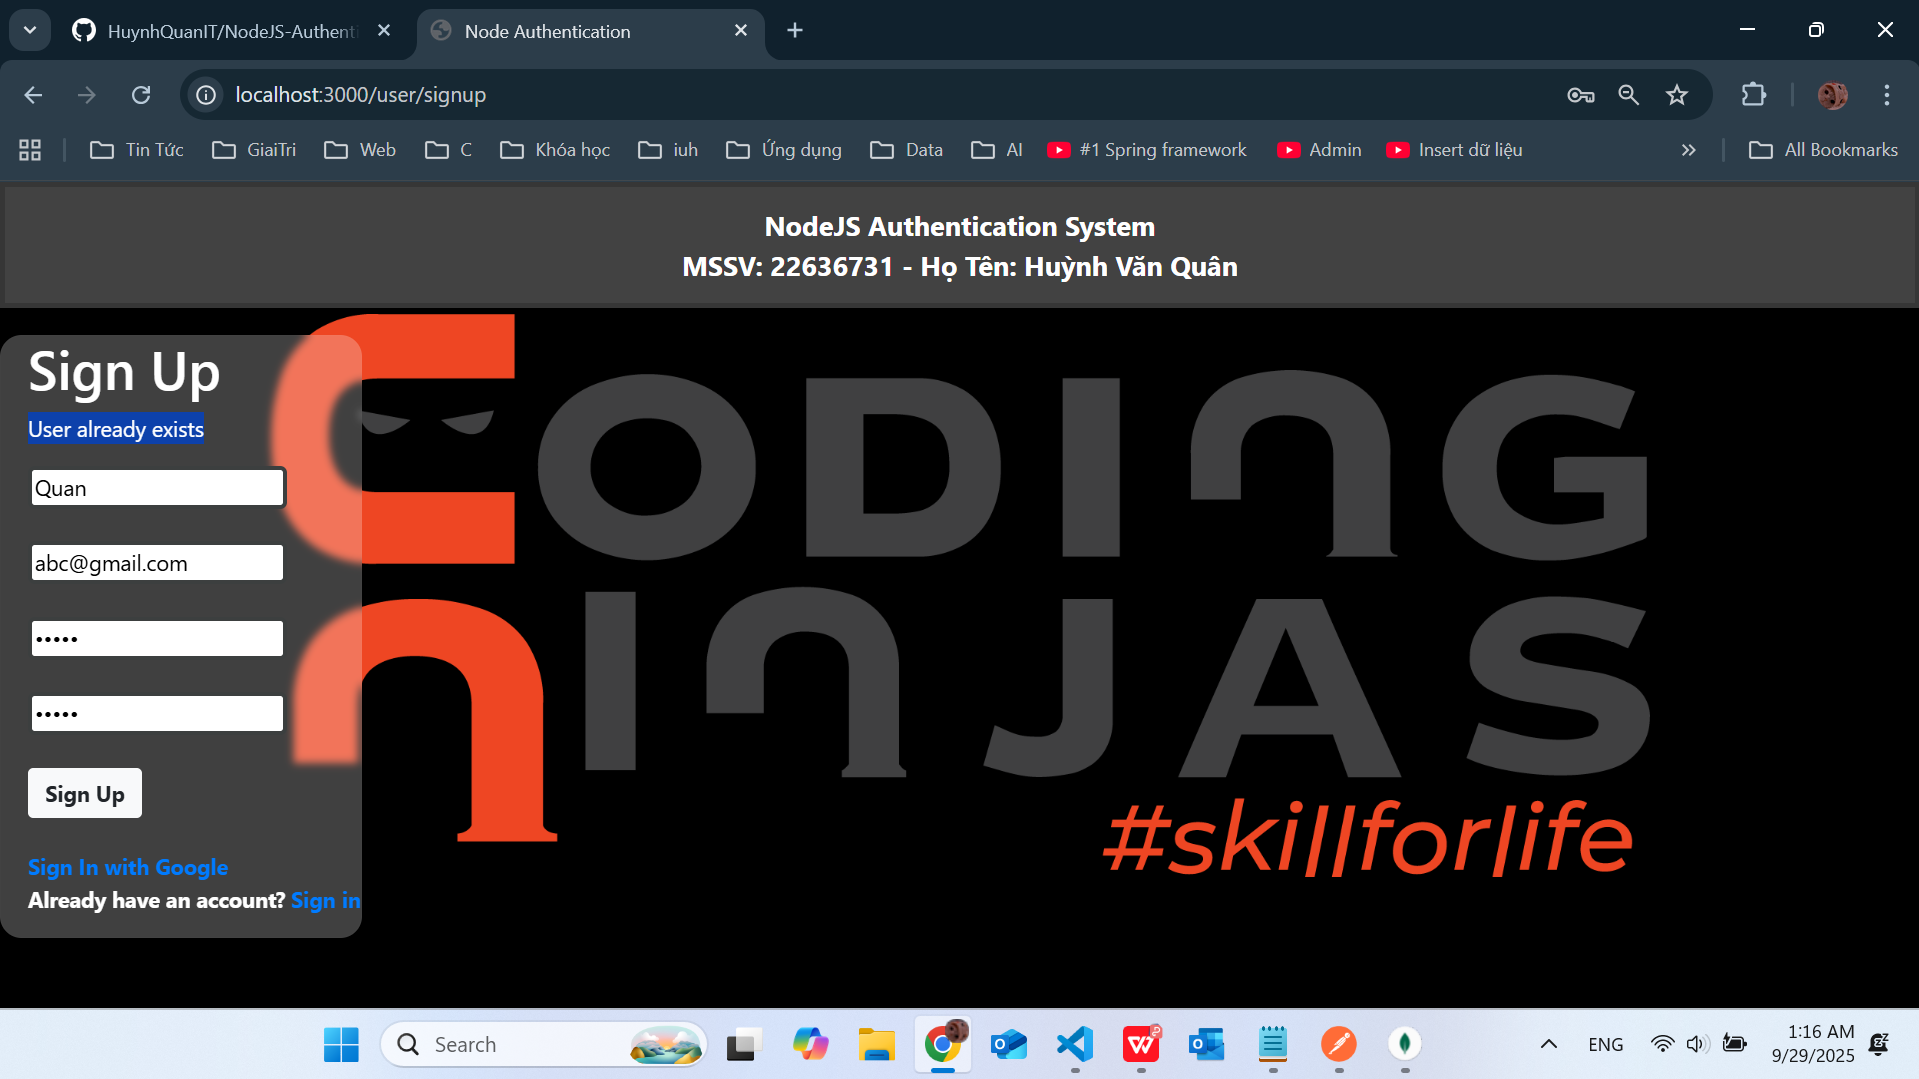 HuynhQuanIT/NodeJS-Authenti
Node Authentication
localhost:3000/user/signup
Tin Tức
GiaiTri
Web
C
Khóa học
iuh
Ứng dụng
Data
AI
#1 Spring framework
Admin
Insert dữ liệu
All Bookmarks
NodeJS Authentication System
MSSV: 22636731 - Họ Tên: Huỳnh Văn Quân
Sign Up
User already exists
Quan
abc@gmail.com
•••••
•••••
Sign Up
Sign In with Google
Already have an account? Sign in
CODING
NINJAS
#skillforlife
Search
ENG
1:16 AM
9/29/2025